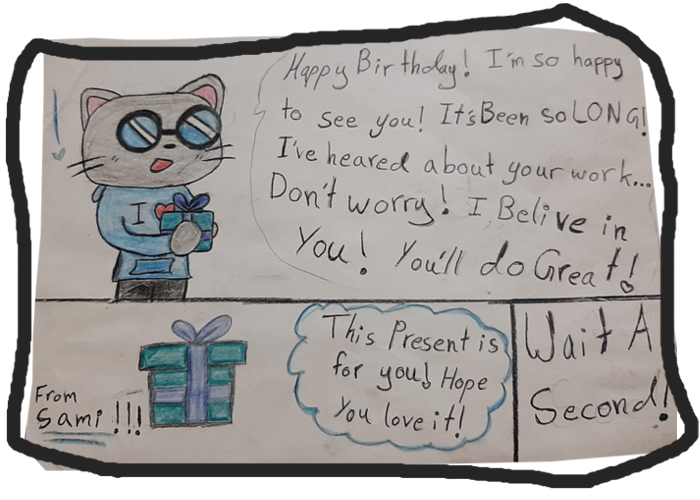 Happy Birthday! I'm so happy
to see you! It's Been so LONG!
I've heared about your work...
Don't worry! I Belive in
You! You'll do Great!
I
This Present is
for you! Hope
you love it!
Wait A
Second!
From
Sami!!!